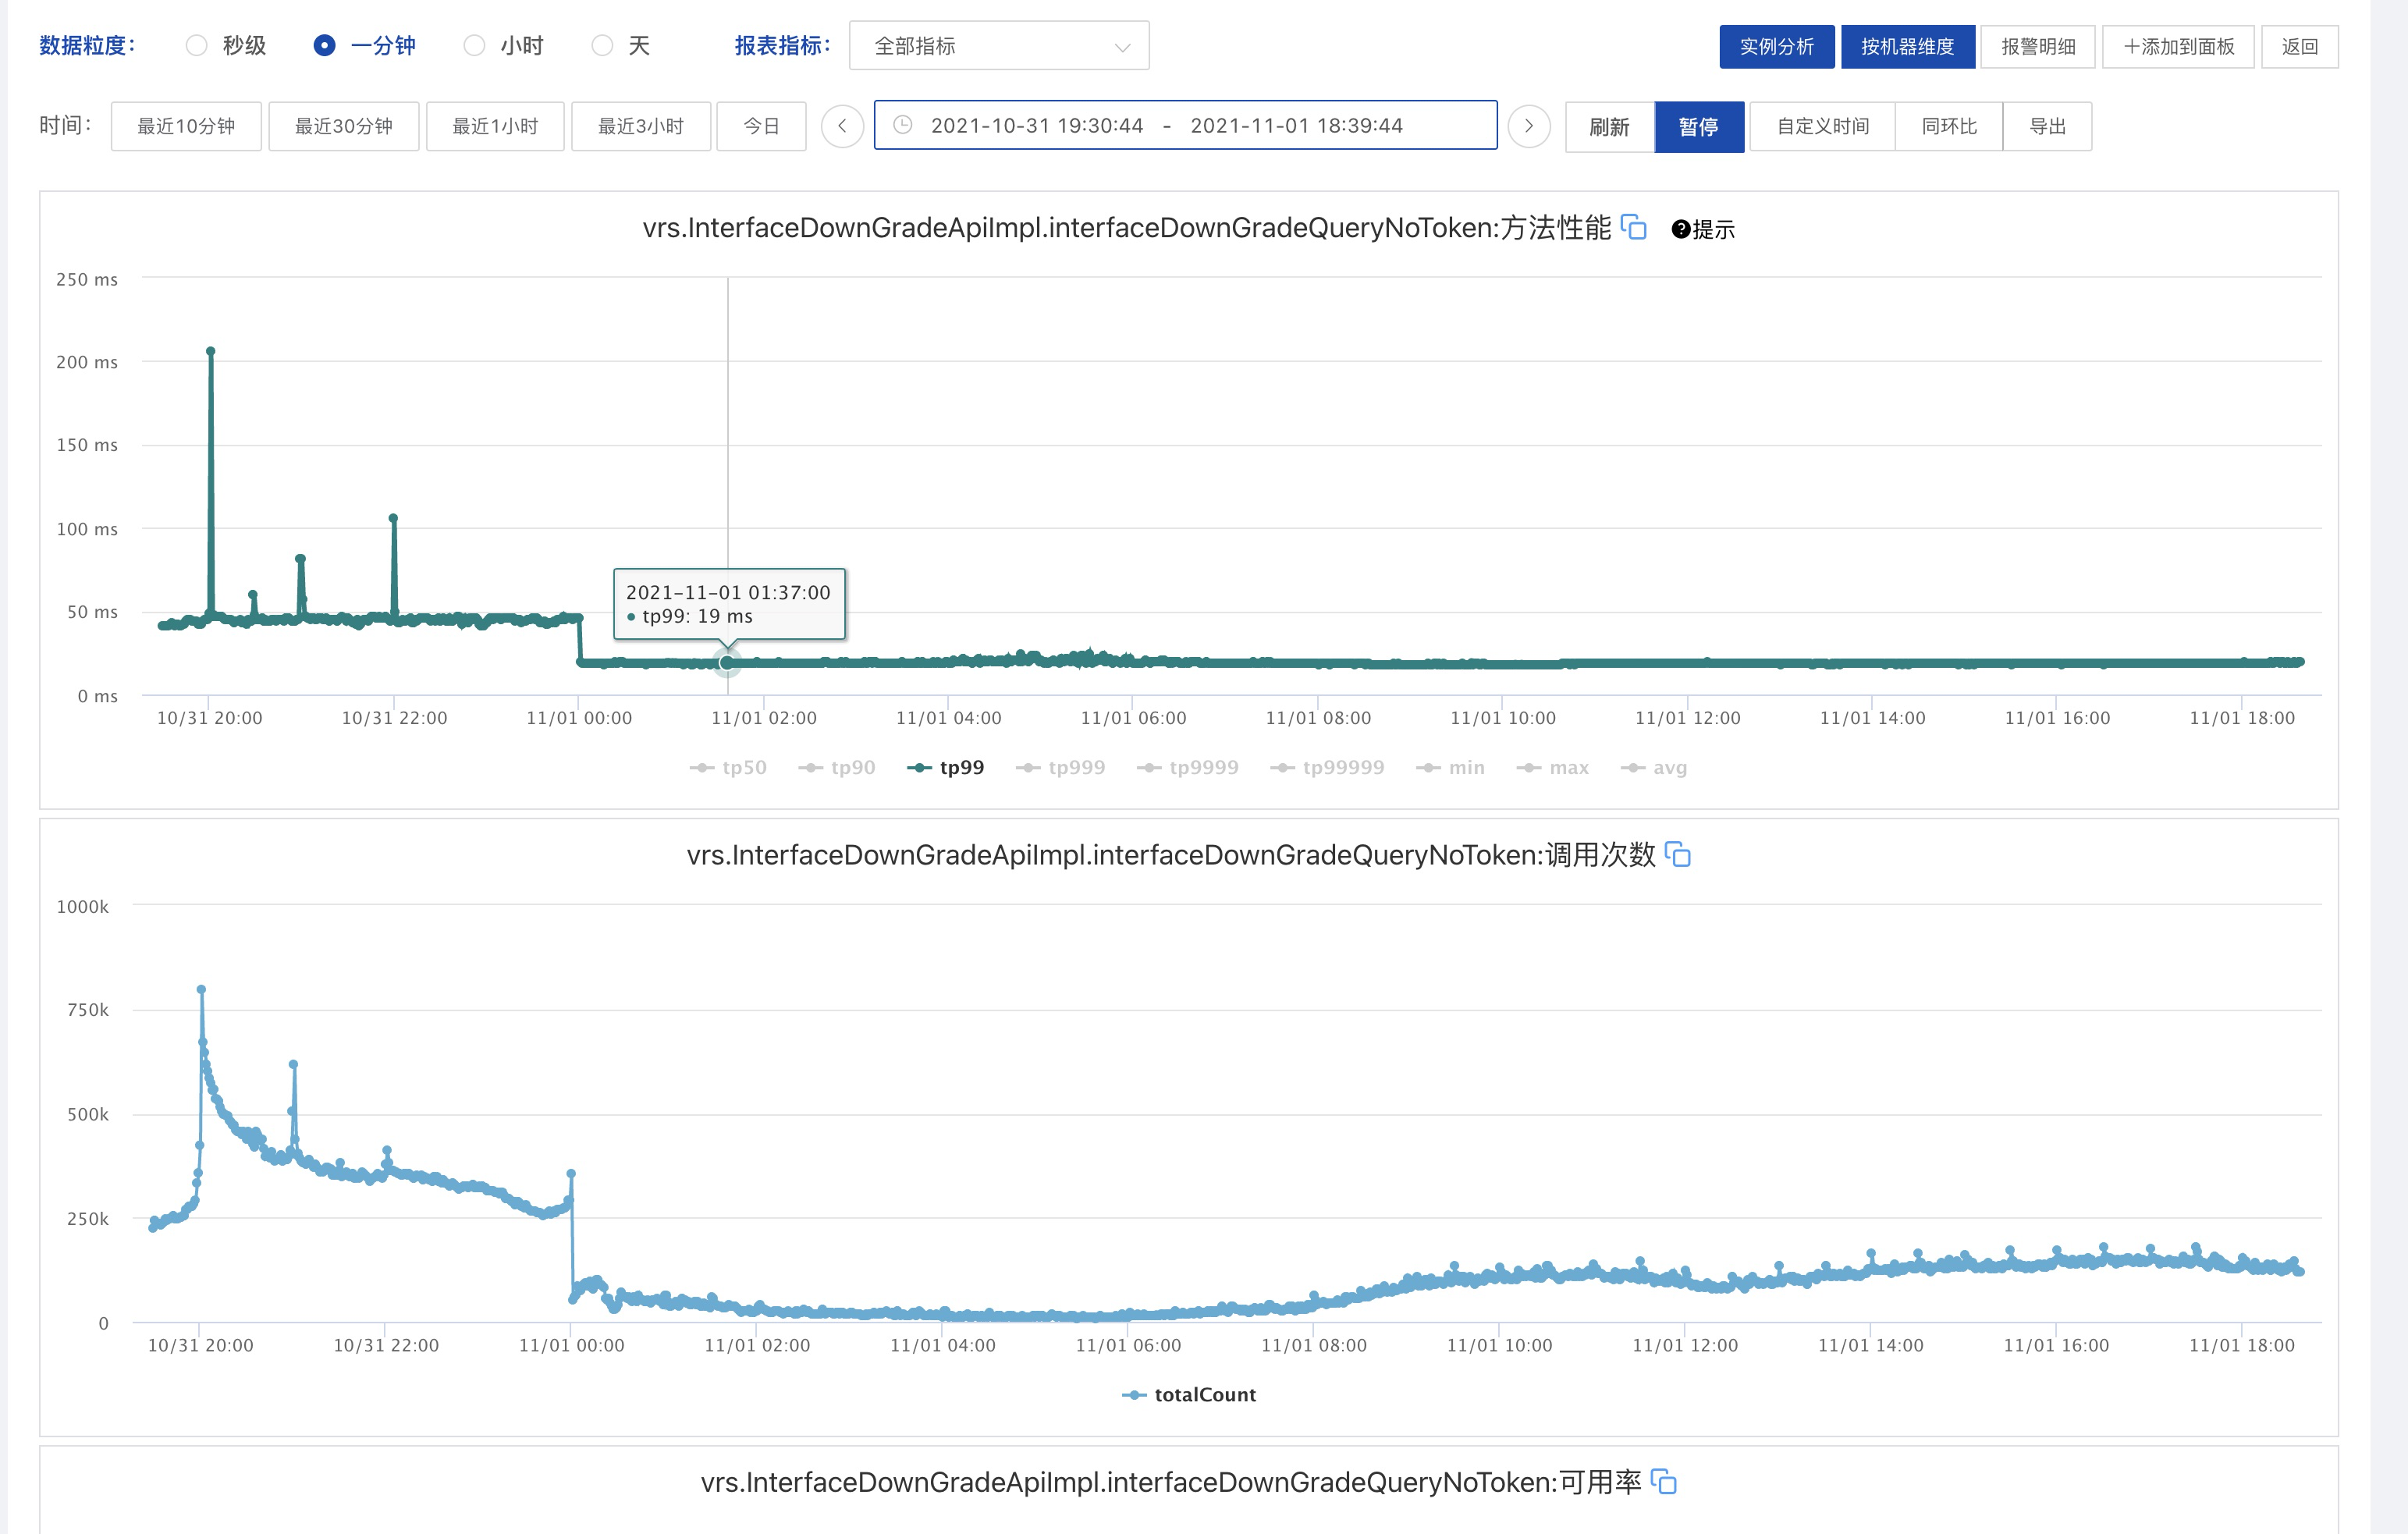 数据粒度： 秒级 一分钟 小时 天 报表指标： 全部指标 实例分析 按机器维度 报警明细 +添加到面板 返回
时间： 最近10分钟 最近30分钟 最近1小时 最近3小时 今日 2021-10-31 19:30:44 - 2021-11-01 18:39:44 刷新 暂停 自定义时间 同环比 导出
vrs.InterfaceDownGradeApiImpl.interfaceDownGradeQueryNoToken:方法性能 ?提示
250 ms
200 ms
150 ms
100 ms
50 ms
0 ms
2021-11-01 01:37:00
tp99: 19 ms
10/31 20:00 10/31 22:00 11/01 00:00 11/01 02:00 11/01 04:00 11/01 06:00 11/01 08:00 11/01 10:00 11/01 12:00 11/01 14:00 11/01 16:00 11/01 18:00
tp50 tp90 tp99 tp999 tp9999 tp99999 min max avg
vrs.InterfaceDownGradeApiImpl.interfaceDownGradeQueryNoToken:调用次数
1000k
750k
500k
250k
0
10/31 20:00 10/31 22:00 11/01 00:00 11/01 02:00 11/01 04:00 11/01 06:00 11/01 08:00 11/01 10:00 11/01 12:00 11/01 14:00 11/01 16:00 11/01 18:00
totalCount
vrs.InterfaceDownGradeApiImpl.interfaceDownGradeQueryNoToken:可用率